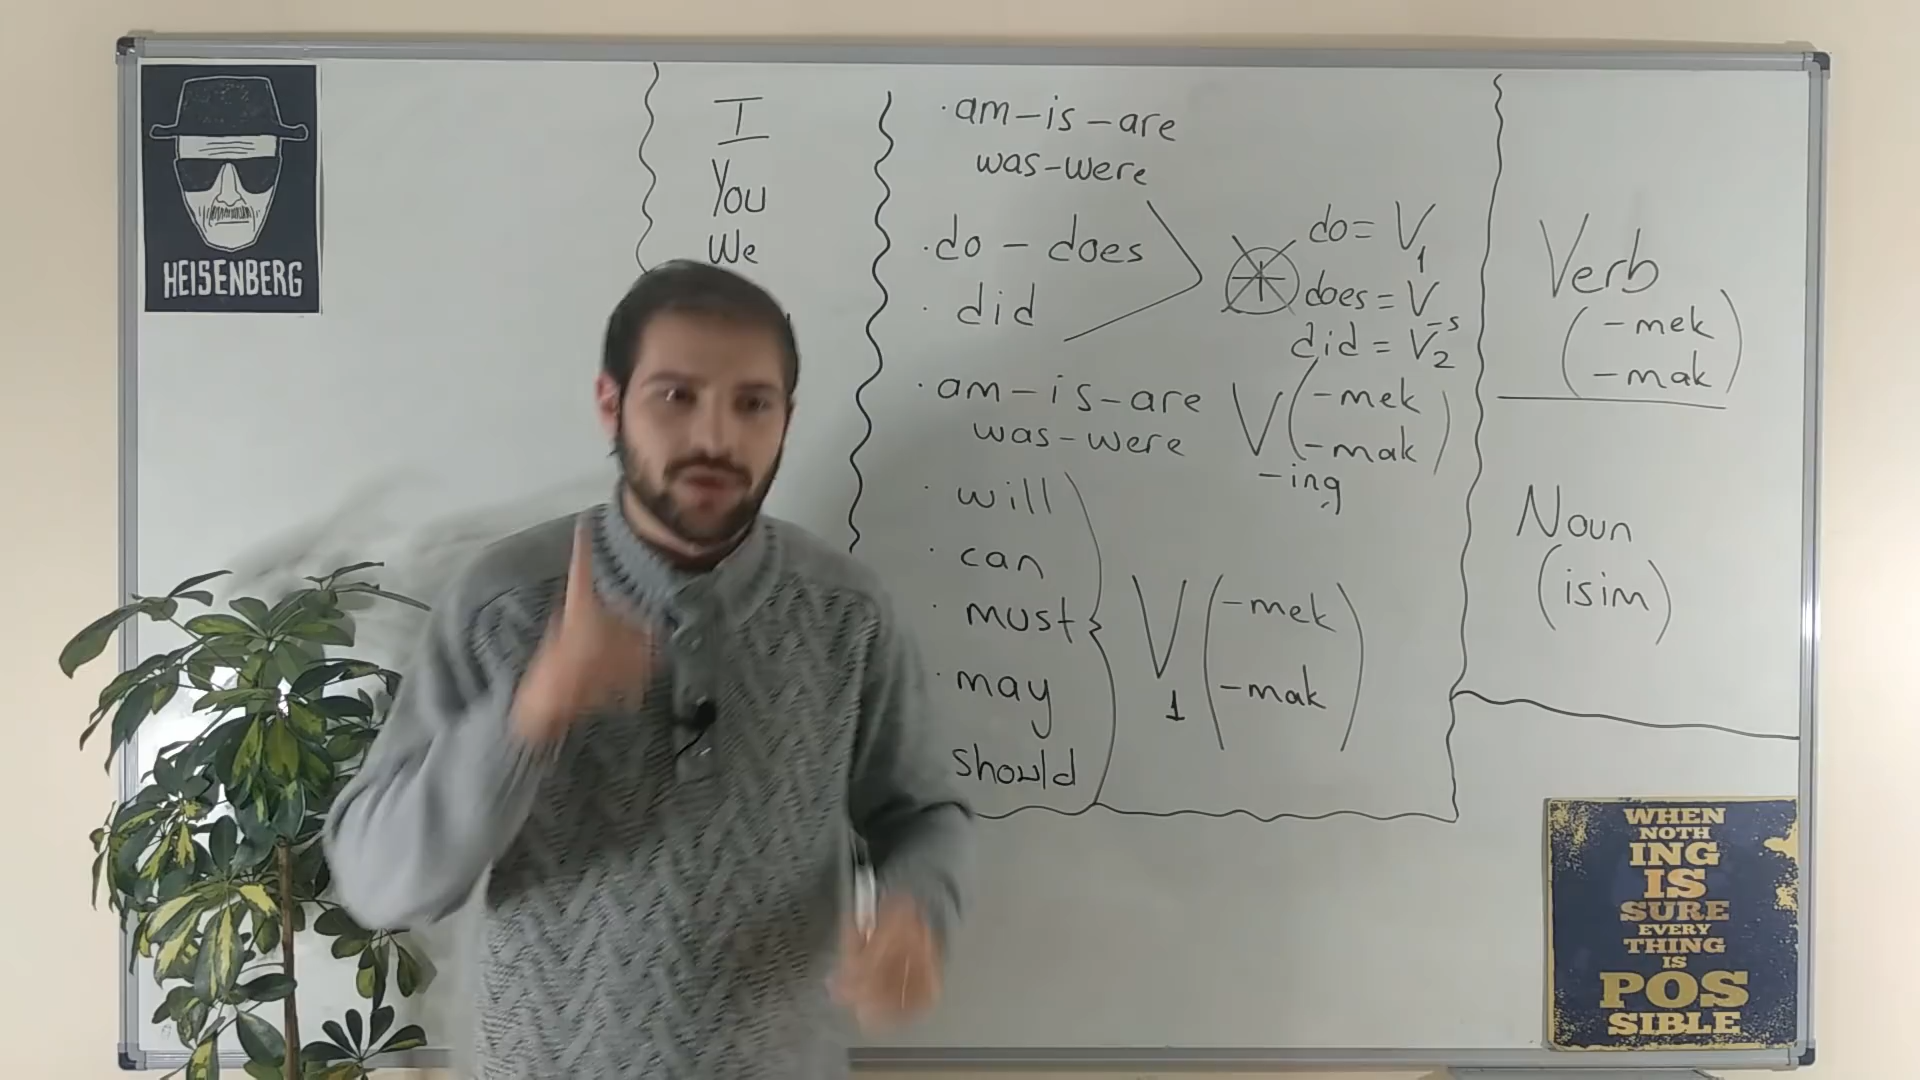 HEISENBERG
I
You
We
· am – is – are
was – were
· do – does
· did
+
do = V1
does = V-s
did = V2
· am – is – are
was – were
V (-mek
-mak)
-ing
· will
· can
· must
· may
should
V1 (-mek
-mak)
Verb
(-mek
-mak)
Noun
(isim)
WHEN
NOTH
ING
IS
SURE
EVERY
THING
IS
POS
SIBLE